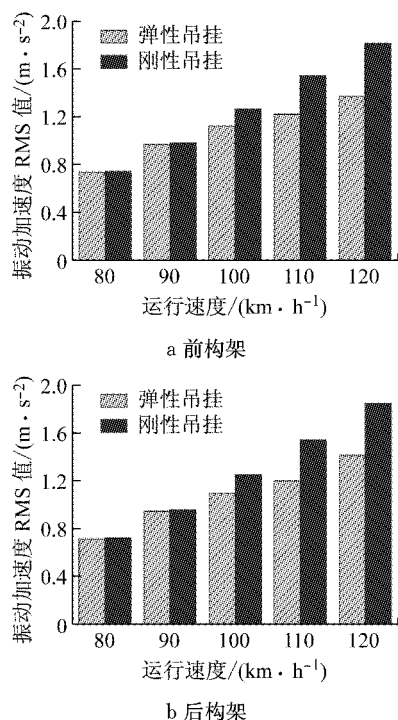 2.0
1.6
1.2
0.8
0.4
0
振动加速度 RMS 值/(m·s⁻²)
弹性吊挂
刚性吊挂
80 90 100 110 120
运行速度/(km·h⁻¹)
a 前构架
2.0
1.6
1.2
0.8
0.4
0
振动加速度 RMS 值/(m·s⁻²)
弹性吊挂
刚性吊挂
80 90 100 110 120
运行速度/(km·h⁻¹)
b 后构架